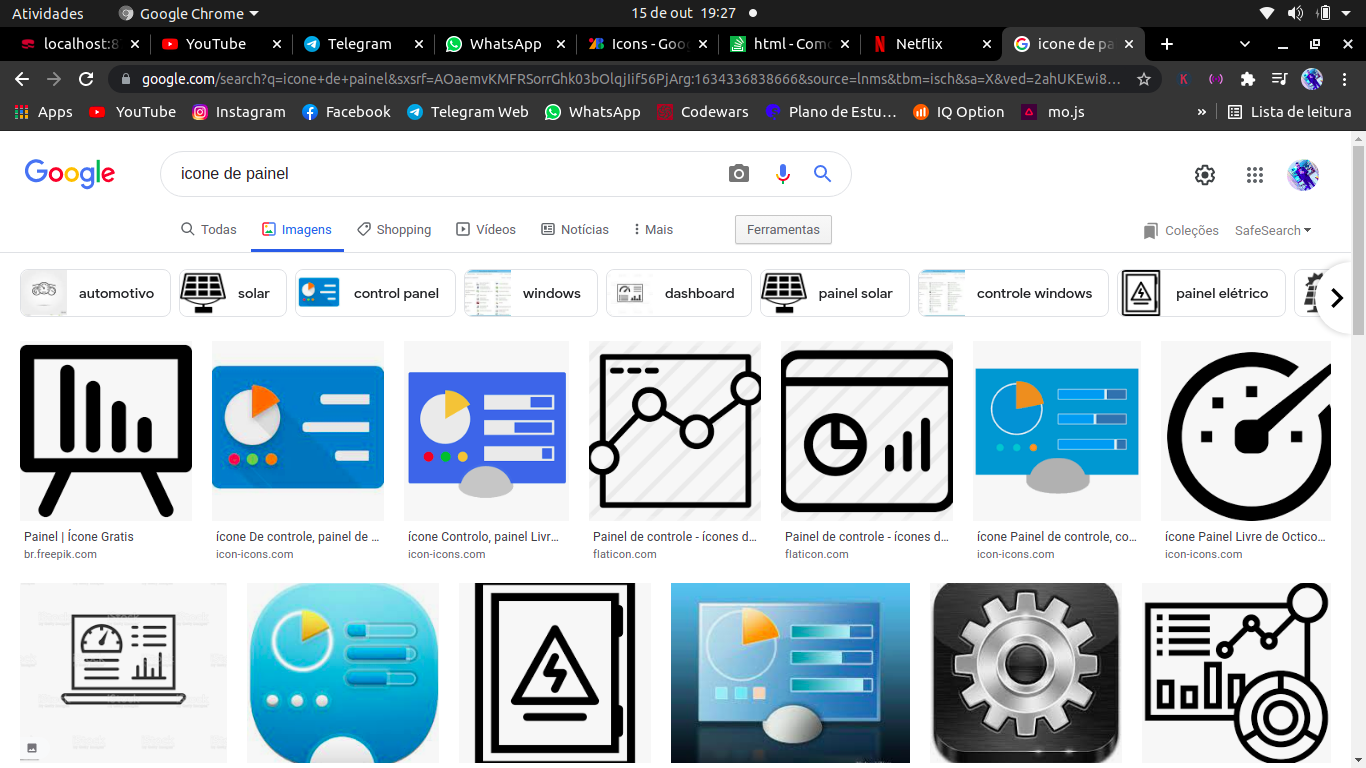 Atividades Google Chrome 15 de out 19:27
localhost:8 YouTube Telegram WhatsApp Icons - Goo html - Com Netflix icone de pa
google.com/search?q=icone+de+painel&sxsrf=AOaemvKMFRSorrGhk03bOlqjIif56PjArg:1634336838666&source=lnms&tbm=isch&sa=X&ved=2ahUKEwi8...
Apps YouTube Instagram Facebook Telegram Web WhatsApp Codewars Plano de Estu... IQ Option mo.js » Lista de leitura
Google icone de painel
Todas Imagens Shopping Vídeos Notícias Mais Ferramentas Coleções SafeSearch
automotivo solar control panel windows dashboard painel solar controle windows painel elétrico
Painel | Ícone Gratis
br.freepik.com
ícone De controle, painel de ...
icon-icons.com
ícone Controlo, painel Livr...
icon-icons.com
Painel de controle - ícones d...
flaticon.com
Painel de controle - ícones d...
flaticon.com
ícone Painel de controle, co...
icon-icons.com
ícone Painel Livre de Octico...
icon-icons.com